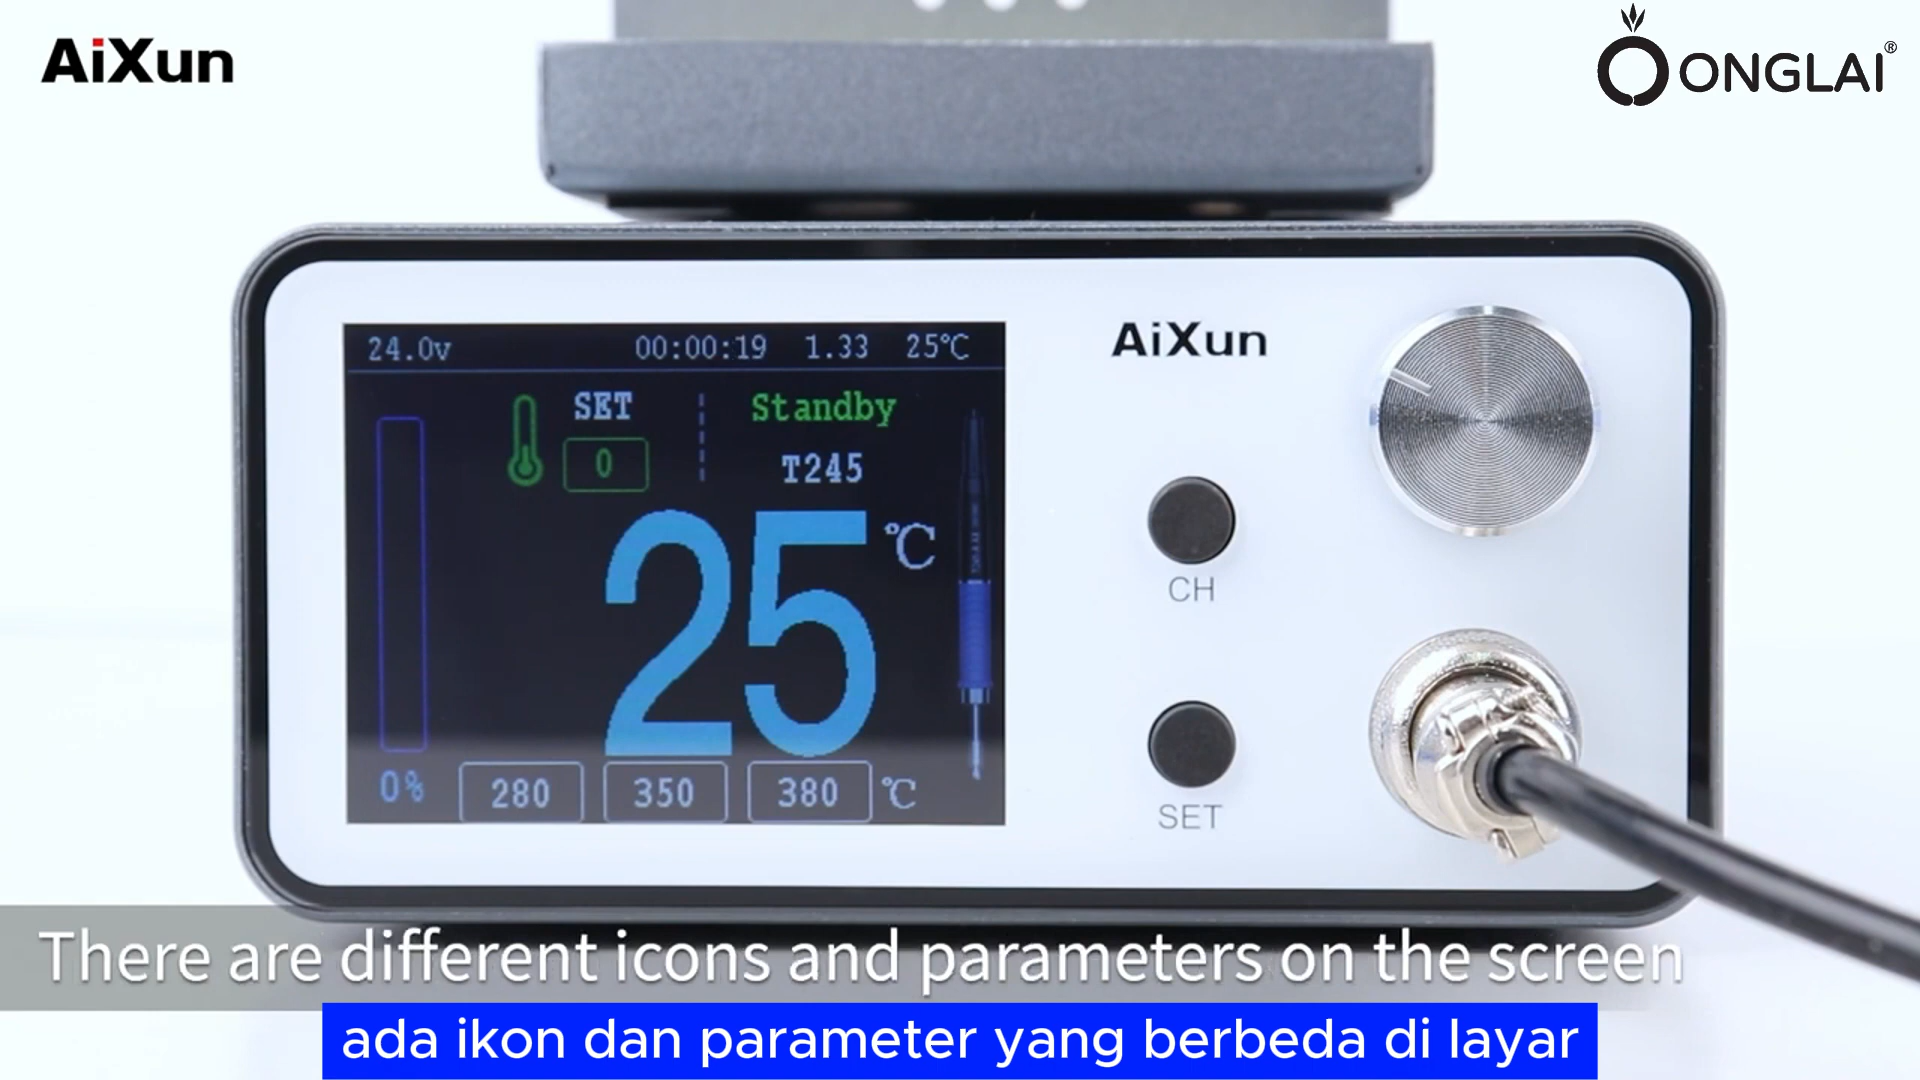 AiXun
ONGLAI®
24.0v 00:00:19 1.33 25℃
SET Standby
0 T245
25 ℃
0% 280 350 380 ℃
AiXun
CH
SET
There are different icons and parameters on the screen
ada ikon dan parameter yang berbeda di layar